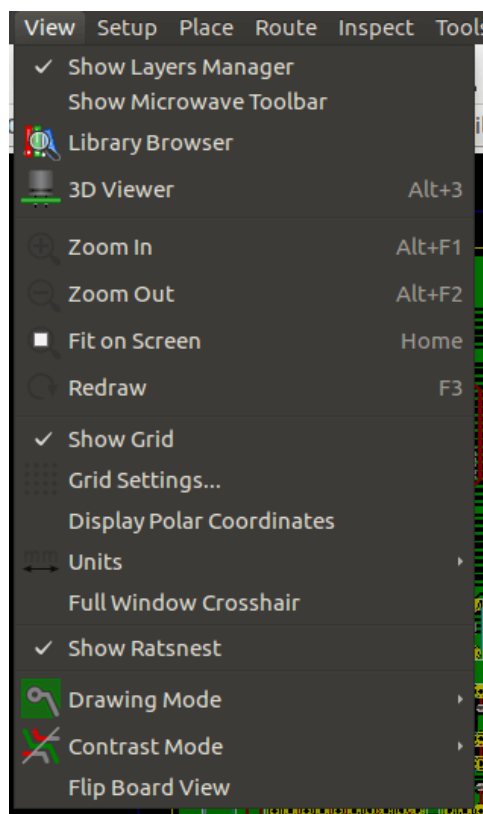 View Setup Place Route Inspect Tools
Show Layers Manager
Show Microwave Toolbar
Library Browser
3D Viewer Alt+3
Zoom In Alt+F1
Zoom Out Alt+F2
Fit on Screen Home
Redraw F3
Show Grid
Grid Settings...
Display Polar Coordinates
mm
Units
Full Window Crosshair
Show Ratsnest
Drawing Mode
Contrast Mode
Flip Board View